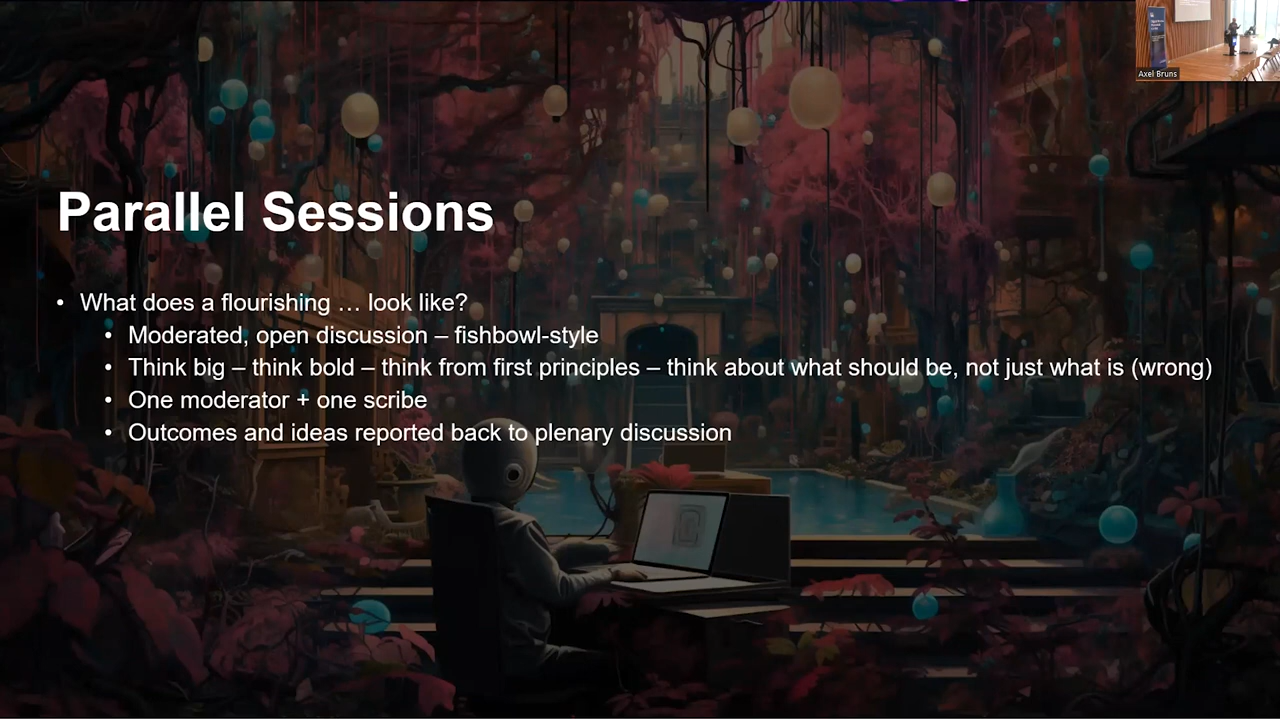 Axel Bruns
Parallel Sessions
• What does a flourishing … look like?
• Moderated, open discussion – fishbowl-style
• Think big – think bold – think from first principles – think about what should be, not just what is (wrong)
• One moderator + one scribe
• Outcomes and ideas reported back to plenary discussion